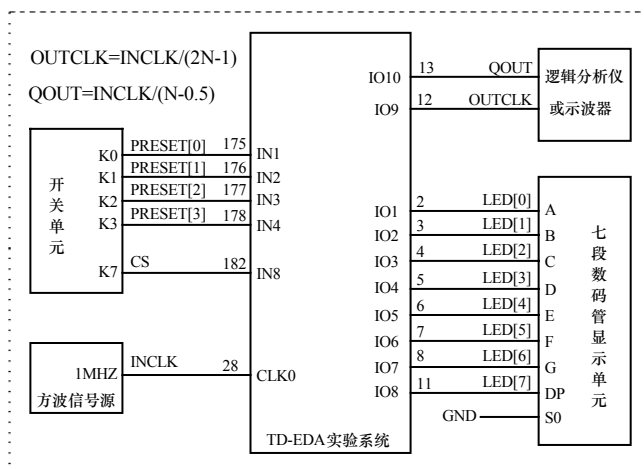 OUTCLK=INCLK/(2N-1)
QOUT=INCLK/(N-0.5)
开关单元
K0
K1
K2
K3
K7
PRESET[0] 175
PRESET[1] 176
PRESET[2] 177
PRESET[3] 178
CS 182
IN1
IN2
IN3
IN4
IN8
1MHZ
方波信号源
INCLK 28
CLK0
TD-EDA实验系统
IO10
IO9
13 QOUT
12 OUTCLK
逻辑分析仪
或示波器
IO1
IO2
IO3
IO4
IO5
IO6
IO7
IO8
2 LED[0]
3 LED[1]
4 LED[2]
5 LED[3]
6 LED[4]
7 LED[5]
8 LED[6]
11 LED[7]
GND
A
B
C
D
E
F
G
DP
S0
七段数码管显示单元